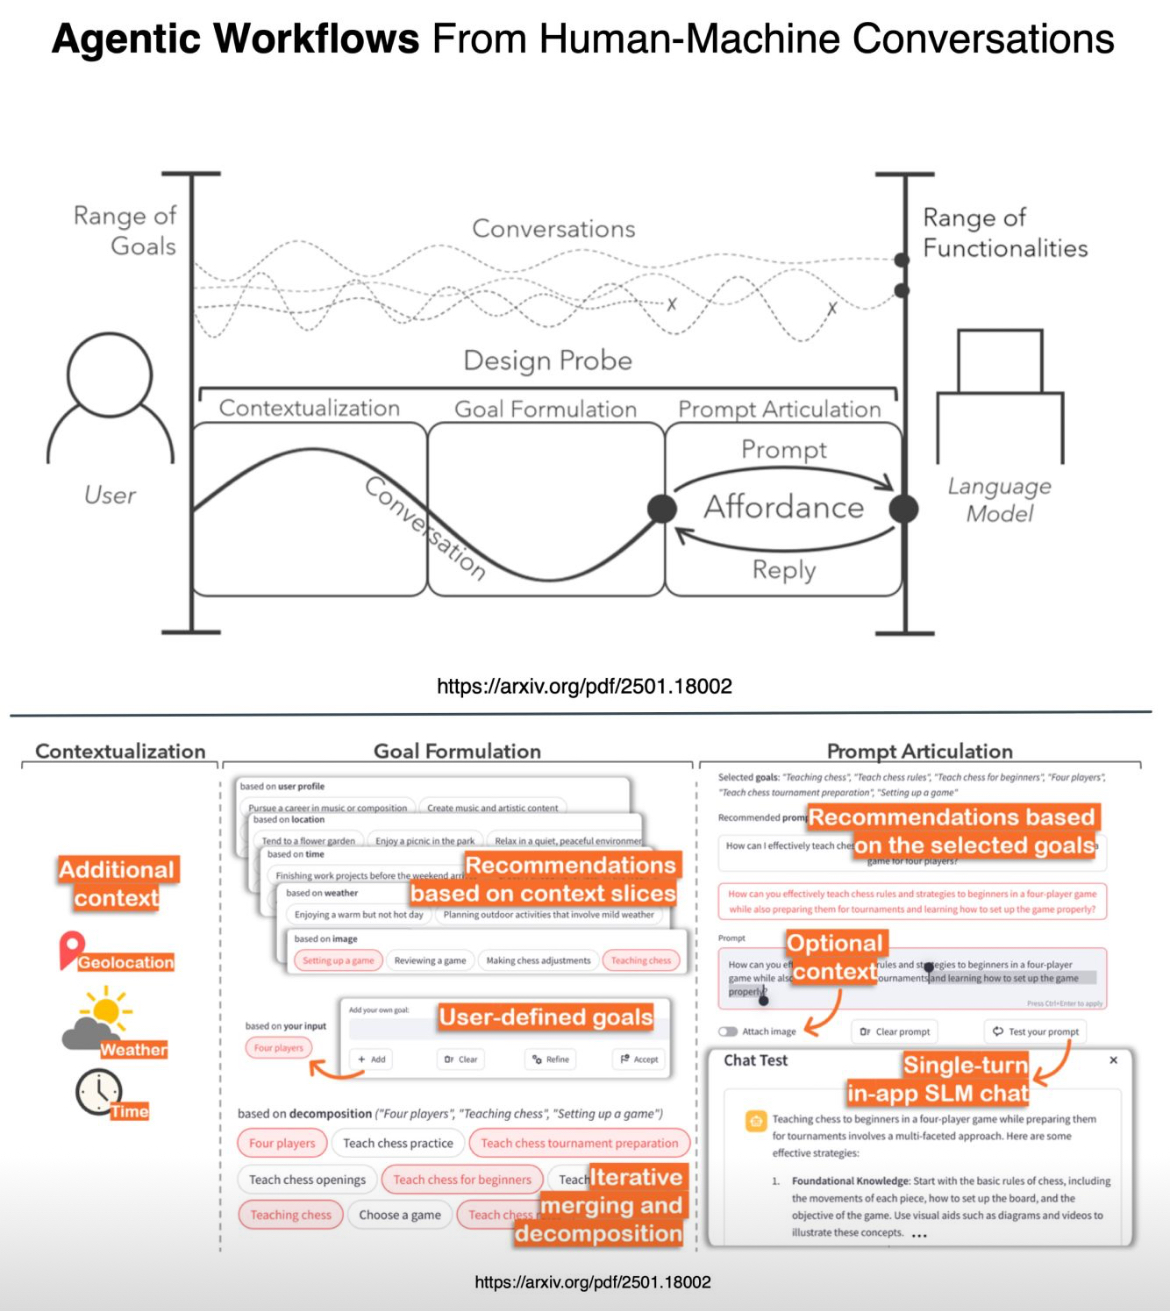 Agentic Workflows From Human-Machine Conversations
Range of
Goals
Conversations
Range of
Functionalities
X
X
Design Probe
Contextualization
Goal Formulation
Prompt Articulation
User
Conversation
Prompt
Affordance
Reply
Language
Model
https://arxiv.org/pdf/2501.18002
Contextualization
Additional
context
Geolocation
Weather
Time
Goal Formulation
based on user profile
Pursue a career in music or composition
Create music and artistic content
based on location
Tend to a flower garden
Enjoy a picnic in the park
Relax in a quiet, peaceful
based on time
Finishing work projects before the weekend
Recommendations
based on context slices
based on weather
Enjoying a warm but not hot day
Planning outdoor activities that involve mild weather
based on image
Setting up a game
Reviewing a game
Making chess adjustments
Teaching chess
based on your input
Four players
Add your own goal:
User-defined goals
+ Add
Clear
Refine
Accept
based on decomposition ("Four players", "Teaching chess", "Setting up a game")
Four players
Teach chess practice
Teach chess tournament preparation
Teach chess openings
Teach chess for beginners
Teac
Teaching chess
Choose a game
Teach chess
Iterative
merging and
decomposition
Prompt Articulation
Selected goals: "Teaching chess", "Teach chess rules", "Teach chess for beginners", "Four players",
"Teach chess tournament preparation", "Setting up a game"
Recommended
Recommendations based
on the selected goals
How can I effectively teach
game for four players?
How can you effectively teach chess rules and strategies to beginners in a four-player game
while also preparing them for tournaments and learning how to set up the game properly?
Prompt
How can you rules and strategies to beginners in a four-player
game while and learning how to set up the game
properly?
Press Ctrl+Enter to apply
Optional
context
Attach image
Clear prompt
Test your prompt
Chat Test
×
Single-turn
in-app SLM chat
Teaching chess to beginners in a four-player game while preparing them
for tournaments involves a multi-faceted approach. Here are some
effective strategies:
1. Foundational Knowledge: Start with the basic rules of chess, including
the movements of each piece, how to set up the board, and the
objective of the game. Use visual aids such as diagrams and videos to
illustrate these concepts. •••
https://arxiv.org/pdf/2501.18002